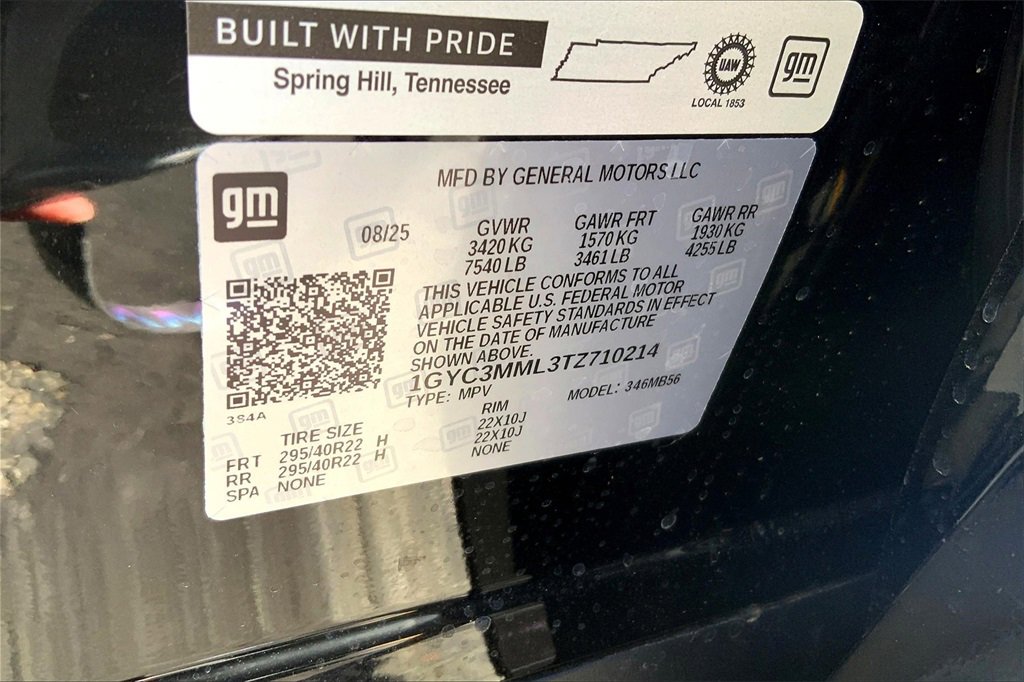 BUILT WITH PRIDE
Spring Hill, Tennessee
UAW
LOCAL 1853
gm
gm
MFD BY GENERAL MOTORS LLC
08/25
GVWR GAWR FRT GAWR RR
3420 KG 1570 KG 1930 KG
7540 LB 3461 LB 4255 LB
THIS VEHICLE CONFORMS TO ALL
APPLICABLE U.S. FEDERAL MOTOR
VEHICLE SAFETY STANDARDS IN EFFECT
ON THE DATE OF MANUFACTURE
SHOWN ABOVE.
1GYC3MML3TZ710214
TYPE: MPV MODEL: 346MB56
3S4A
TIRE SIZE RIM
FRT 295/40R22 H 22X10J
RR 295/40R22 H 22X10J
SPA NONE NONE